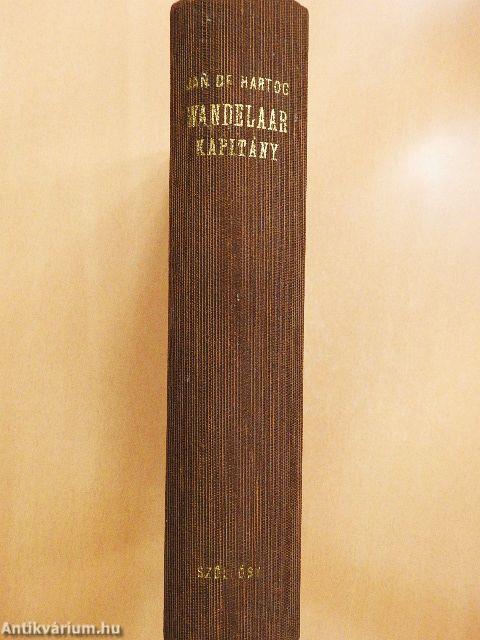 JAN DE HARTOG
WANDELAAR
KAPITÁNY
Antikvárium.hu